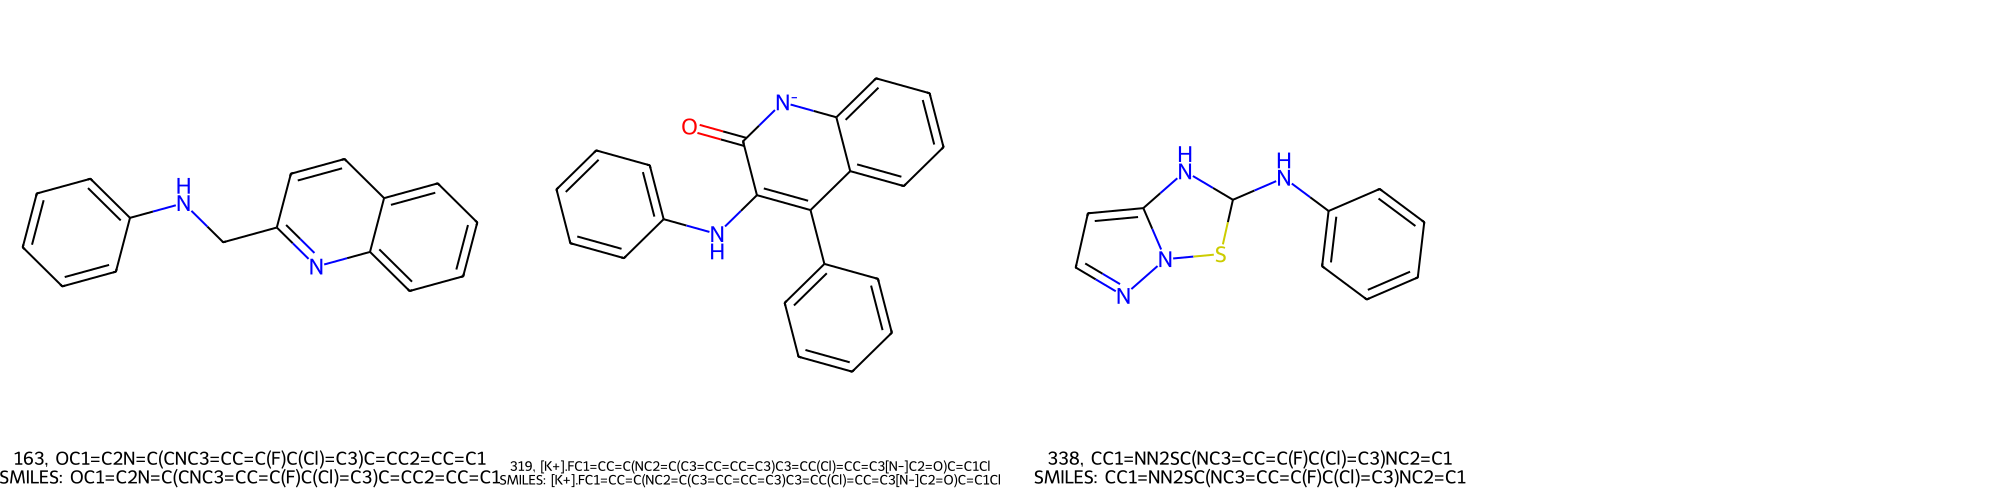 N-
O
H
N
N
N
H
H
N
H
N
N
S
N
163, OC1=C2N=C(CNC3=CC=C(F)C(Cl)=C3)C=CC2=CC=C1
SMILES: OC1=C2N=C(CNC3=CC=C(F)C(Cl)=C3)C=CC2=CC=C1
319, [K+].FC1=CC=C(NC2=C(C3=CC=CC=C3)C3=CC(Cl)=CC=C3[N-]C2=O)C=C1Cl
SMILES: [K+].FC1=CC=C(NC2=C(C3=CC=CC=C3)C3=CC(Cl)=CC=C3[N-]C2=O)C=C1Cl
338, CC1=NN2SC(NC3=CC=C(F)C(Cl)=C3)NC2=C1
SMILES: CC1=NN2SC(NC3=CC=C(F)C(Cl)=C3)NC2=C1